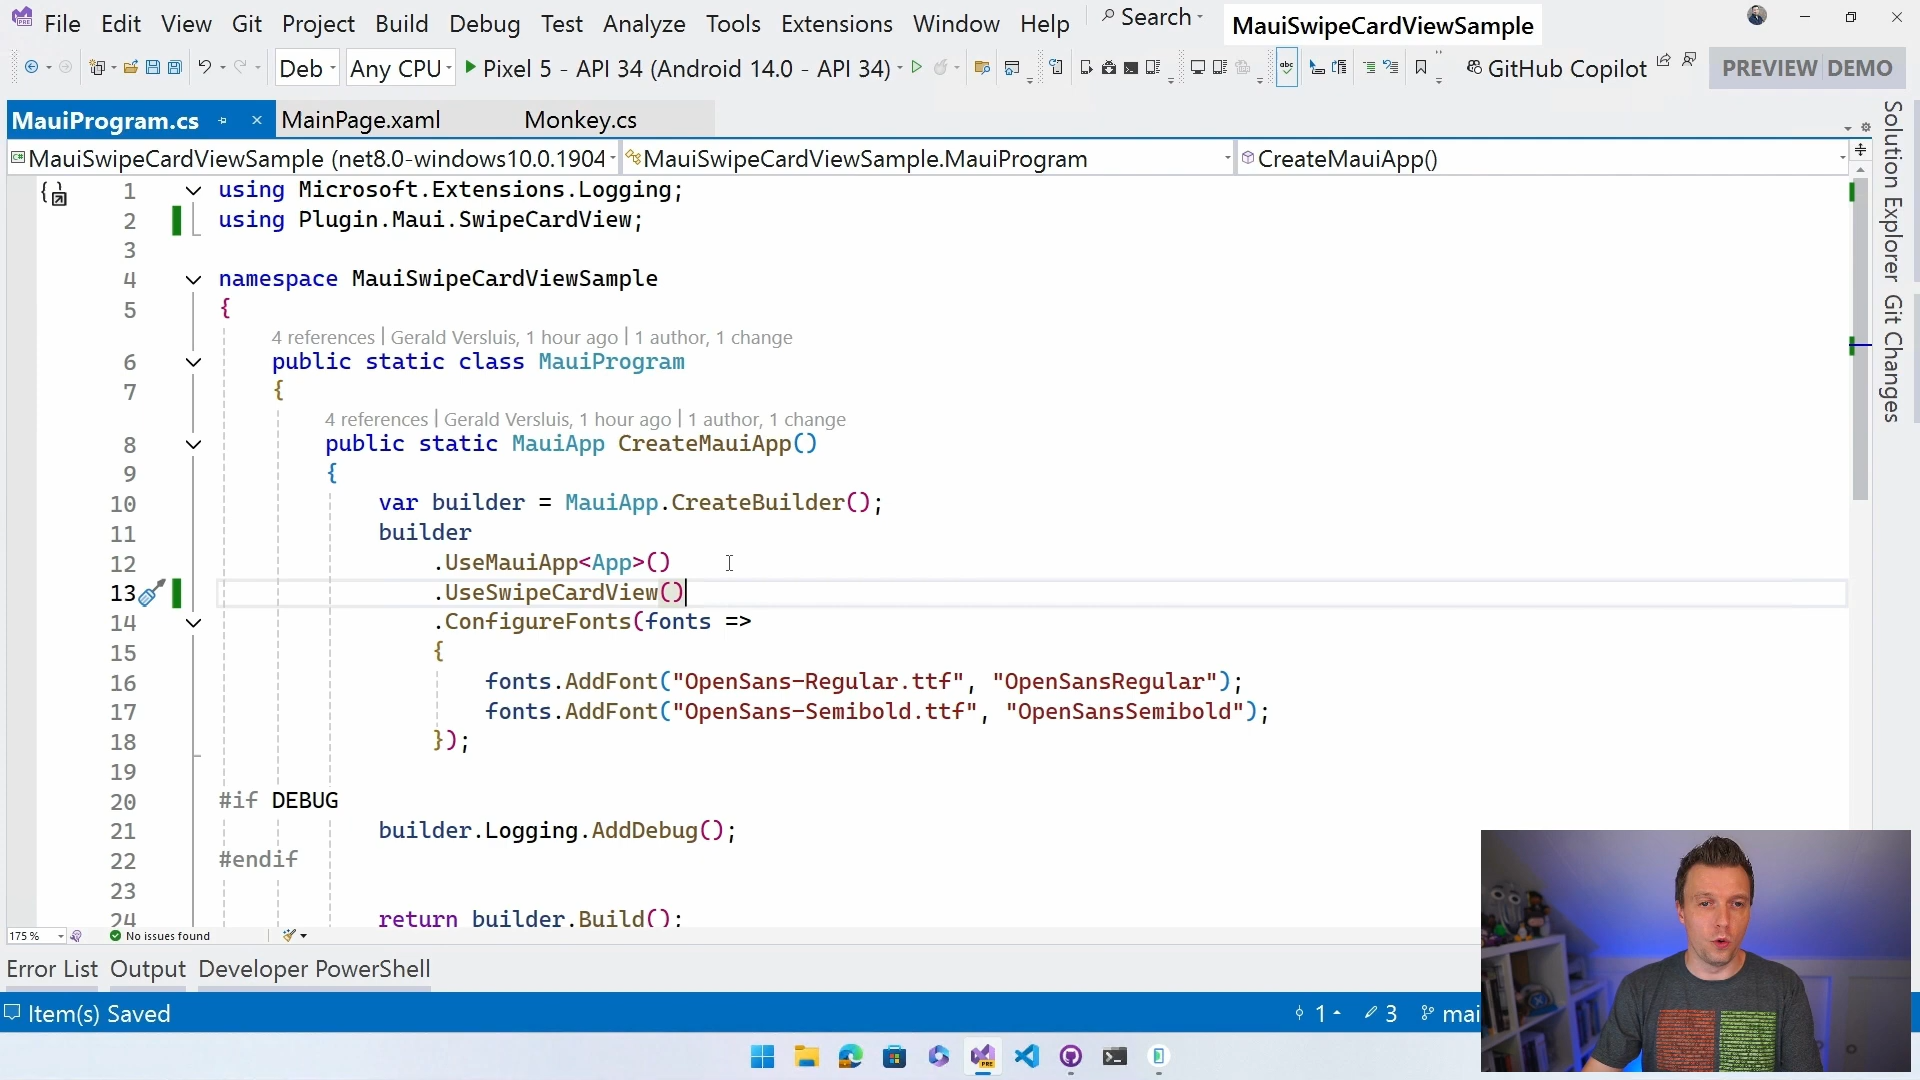 File Edit View Git Project Build Debug Test Analyze Tools Extensions Window Help Search MauiSwipeCardViewSample
Deb Any CPU Pixel 5 - API 34 (Android 14.0 - API 34) GitHub Copilot PREVIEW DEMO
MauiProgram.cs MainPage.xaml Monkey.cs
MauiSwipeCardViewSample (net8.0-windows10.0.1904 MauiSwipeCardViewSample.MauiProgram CreateMauiApp()
1 using Microsoft.Extensions.Logging;
2 using Plugin.Maui.SwipeCardView;
3
4 namespace MauiSwipeCardViewSample
5 {
4 references | Gerald Versluis, 1 hour ago | 1 author, 1 change
6 public static class MauiProgram
7 {
4 references | Gerald Versluis, 1 hour ago | 1 author, 1 change
8 public static MauiApp CreateMauiApp()
9 {
10 var builder = MauiApp.CreateBuilder();
11 builder
12 .UseMauiApp<App>()
13 .UseSwipeCardView()
14 .ConfigureFonts(fonts =>
15 {
16 fonts.AddFont("OpenSans-Regular.ttf", "OpenSansRegular");
17 fonts.AddFont("OpenSans-Semibold.ttf", "OpenSansSemibold");
18 });
19
20 #if DEBUG
21 builder.Logging.AddDebug();
22 #endif
23
24 return builder.Build();
Solution Explorer
Git Changes
175 % No issues found
Error List Output Developer PowerShell
Item(s) Saved 1 3 mai